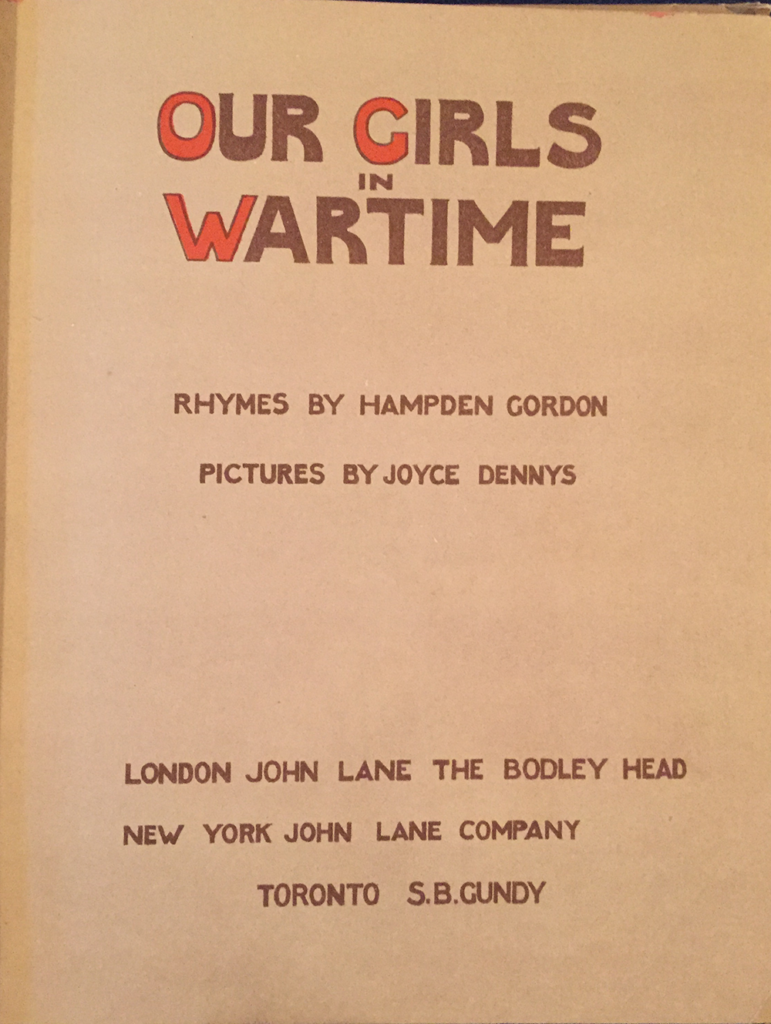 OUR GIRLS
IN
WARTIME
RHYMES BY HAMPDEN GORDON
PICTURES BY JOYCE DENNYS
LONDON JOHN LANE THE BODLEY HEAD
NEW YORK JOHN LANE COMPANY
TORONTO S.B.GUNDY